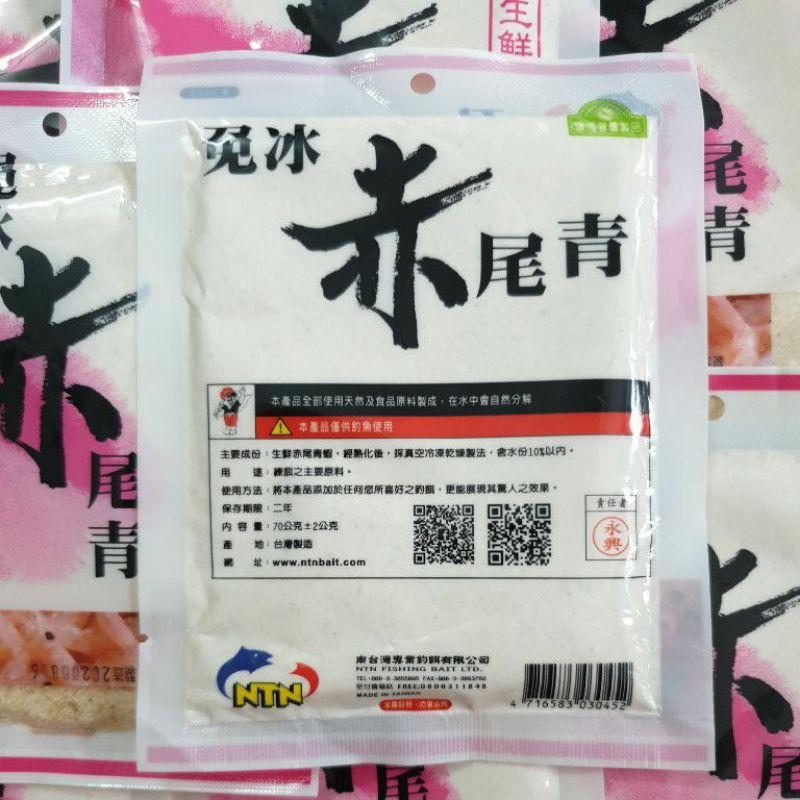 生鮮
免冰
赤尾青
本產品全部使用天然及食品原料製成，在水中會自然分解
本產品僅供釣魚使用
主要成份：生鮮赤尾青蝦，經熟化後，採真空冷凍乾燥製法，含水份10%以內。
用 途：練餌之主要原料。
使用方法：將本產品添加於任何您所喜好之釣餌，更能展現其驚人之效果。
保存期限：二年
內 容 量：70公克±2公克
產 地：台灣製造
網 址：www.ntnbait.com
責任者
永興
NTN
南台灣專業釣餌有限公司
NTN FISHING BAIT LTD.
MADE IN TAIWAN
4 716583 030452
赤
尾
青
尾
青
尾